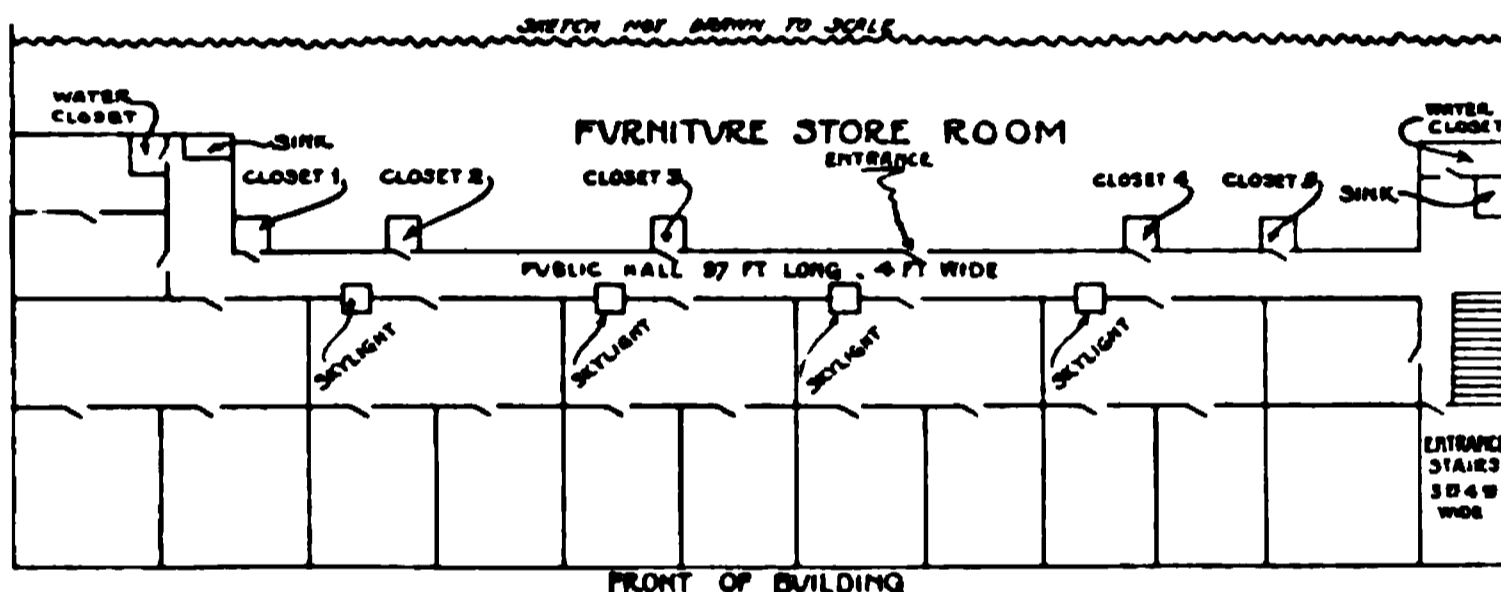 SKETCH NOT DRAWN TO SCALE
WATER CLOSET
SINK
FURNITURE STORE ROOM
ENTRANCE
WATER CLOSET
SINK
CLOSET 1
CLOSET 2
CLOSET 3
CLOSET 4
CLOSET 5
PUBLIC HALL 97 FT LONG . 4 FT WIDE
SKYLIGHT
SKYLIGHT
SKYLIGHT
SKYLIGHT
ENTRANCE
STAIRS
WIDE
FRONT OF BUILDING